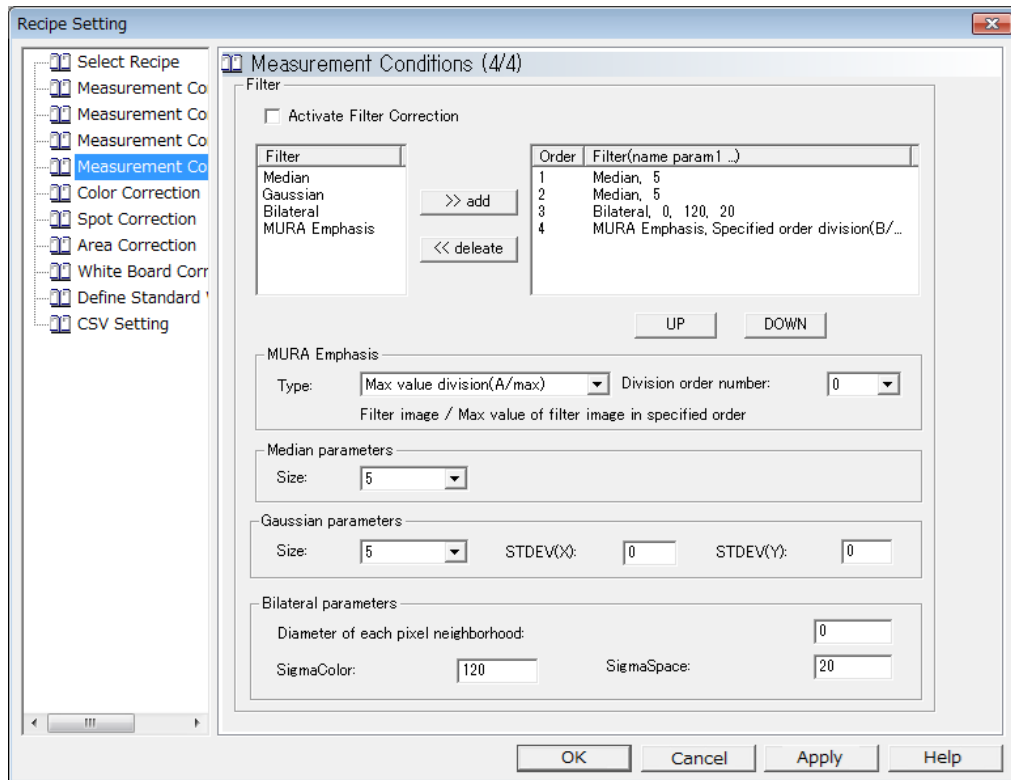 Recipe Setting
Select Recipe
Measurement Co
Measurement Co
Measurement Co
Measurement Co
Color Correction
Spot Correction
Area Correction
White Board Corr
Define Standard
CSV Setting
Measurement Conditions (4/4)
Filter
Activate Filter Correction
Filter
Median
Gaussian
Bilateral
MURA Emphasis
>> add
<< deleate
Order Filter(name param1 ...)
1 Median, 5
2 Median, 5
3 Bilateral, 0, 120, 20
4 MURA Emphasis, Specified order division(B/...
UP DOWN
MURA Emphasis
Type: Max value division(A/max) Division order number: 0
Filter image / Max value of filter image in specified order
Median parameters
Size: 5
Gaussian parameters
Size: 5 STDEV(X): 0 STDEV(Y): 0
Bilateral parameters
Diameter of each pixel neighborhood: 0
SigmaColor: 120 SigmaSpace: 20
OK Cancel Apply Help